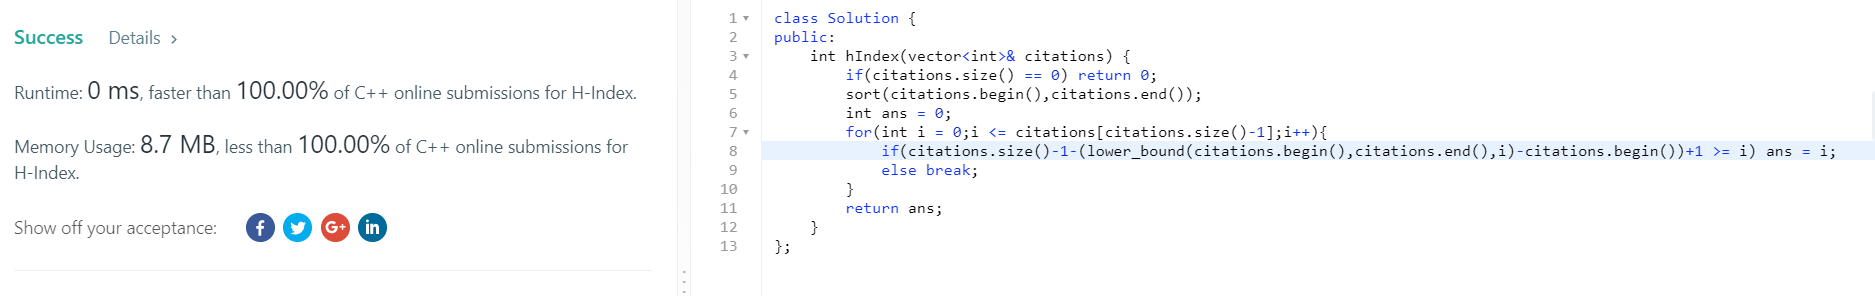 Success Details >
Runtime: 0 ms, faster than 100.00% of C++ online submissions for H-Index.
Memory Usage: 8.7 MB, less than 100.00% of C++ online submissions for
H-Index.
Show off your acceptance: f G+ in
1 class Solution {
2 public:
3 int hIndex(vector<int>& citations) {
4 if(citations.size() == 0) return 0;
5 sort(citations.begin(),citations.end());
6 int ans = 0;
7 for(int i = 0;i <= citations[citations.size()-1];i++){
8 if(citations.size()-1-(lower_bound(citations.begin(),citations.end(),i)-citations.begin())+1 >= i) ans = i;
9 else break;
10 }
11 return ans;
12 }
13 };